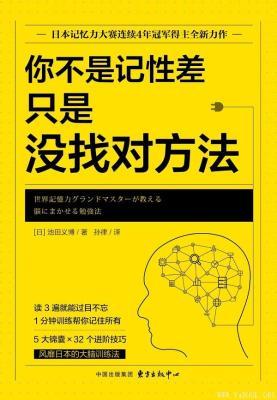 日本记忆力大赛连续4年冠军得主全新力作
你不是记性差
只是
没找对方法
世界記憶力グランドマスターが教える
脳にまかせる勉強法
[日] 池田义博 / 著 孙律 / 译
读3遍就能过目不忘
1分钟训练帮你记住所有
5大锦囊×32个进阶技巧
风靡日本的大脑训练法
中国出版集团 东方出版中心